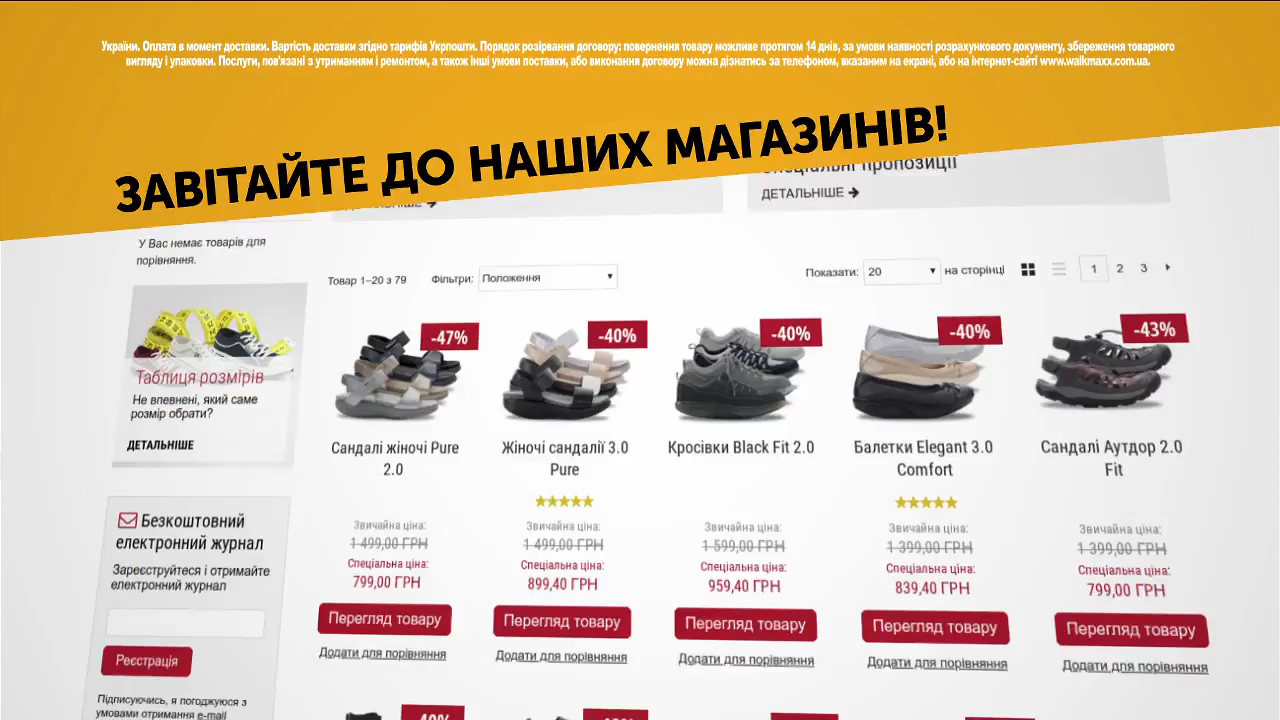 України. Оплата в момент доставки. Вартість доставки згідно тарифів Укрпошти. Порядок розірвання договору: повернення товару можливе протягом 14 днів, за умови наявності розрахункового документу, збереження товарного
вигляду і упаковки. Послуги, пов'язані з утриманням і ремонтом, а також інші умови поставки, або виконання договору можна дізнатись за телефоном, вказаним на екрані, або на інтернет-сайті www.walkmaxx.com.ua.
ЗАВІТАЙТЕ ДО НАШИХ МАГАЗИНІВ!
пропозиції
ДЕТАЛЬНІШЕ
У Вас немає товарів для
порівняння.
Товар 1–20 з 79 Фільтри: Положення Показати: 20 на сторінці 1 2 3
Таблиця розмірів
Не впевнені, який саме
розмір обрати?
ДЕТАЛЬНІШЕ
-47% -40% -40% -40% -43%
Сандалі жіночі Pure
2.0
Жіночі сандалії 3.0
Pure
Кросівки Black Fit 2.0
Балетки Elegant 3.0
Comfort
Сандалі Аутдор 2.0
Fit
Звичайна ціна: Звичайна ціна: Звичайна ціна: Звичайна ціна: Звичайна ціна:
1 499,00 ГРН 1 499,00 ГРН 1 599,00 ГРН 1 399,00 ГРН 1 399,00 ГРН
Спеціальна ціна: Спеціальна ціна: Спеціальна ціна: Спеціальна ціна: Спеціальна ціна:
799,00 ГРН 899,40 ГРН 959,40 ГРН 839,40 ГРН 799,00 ГРН
Перегляд товару Перегляд товару Перегляд товару Перегляд товару Перегляд товару
Додати для порівняння Додати для порівняння Додати для порівняння Додати для порівняння Додати для порівняння
Безкоштовний
електронний журнал
Зареєструйтеся і отримайте
електронний журнал
Реєстрація
Підписуючись, я погоджуюся з
умовами отримання e-mail